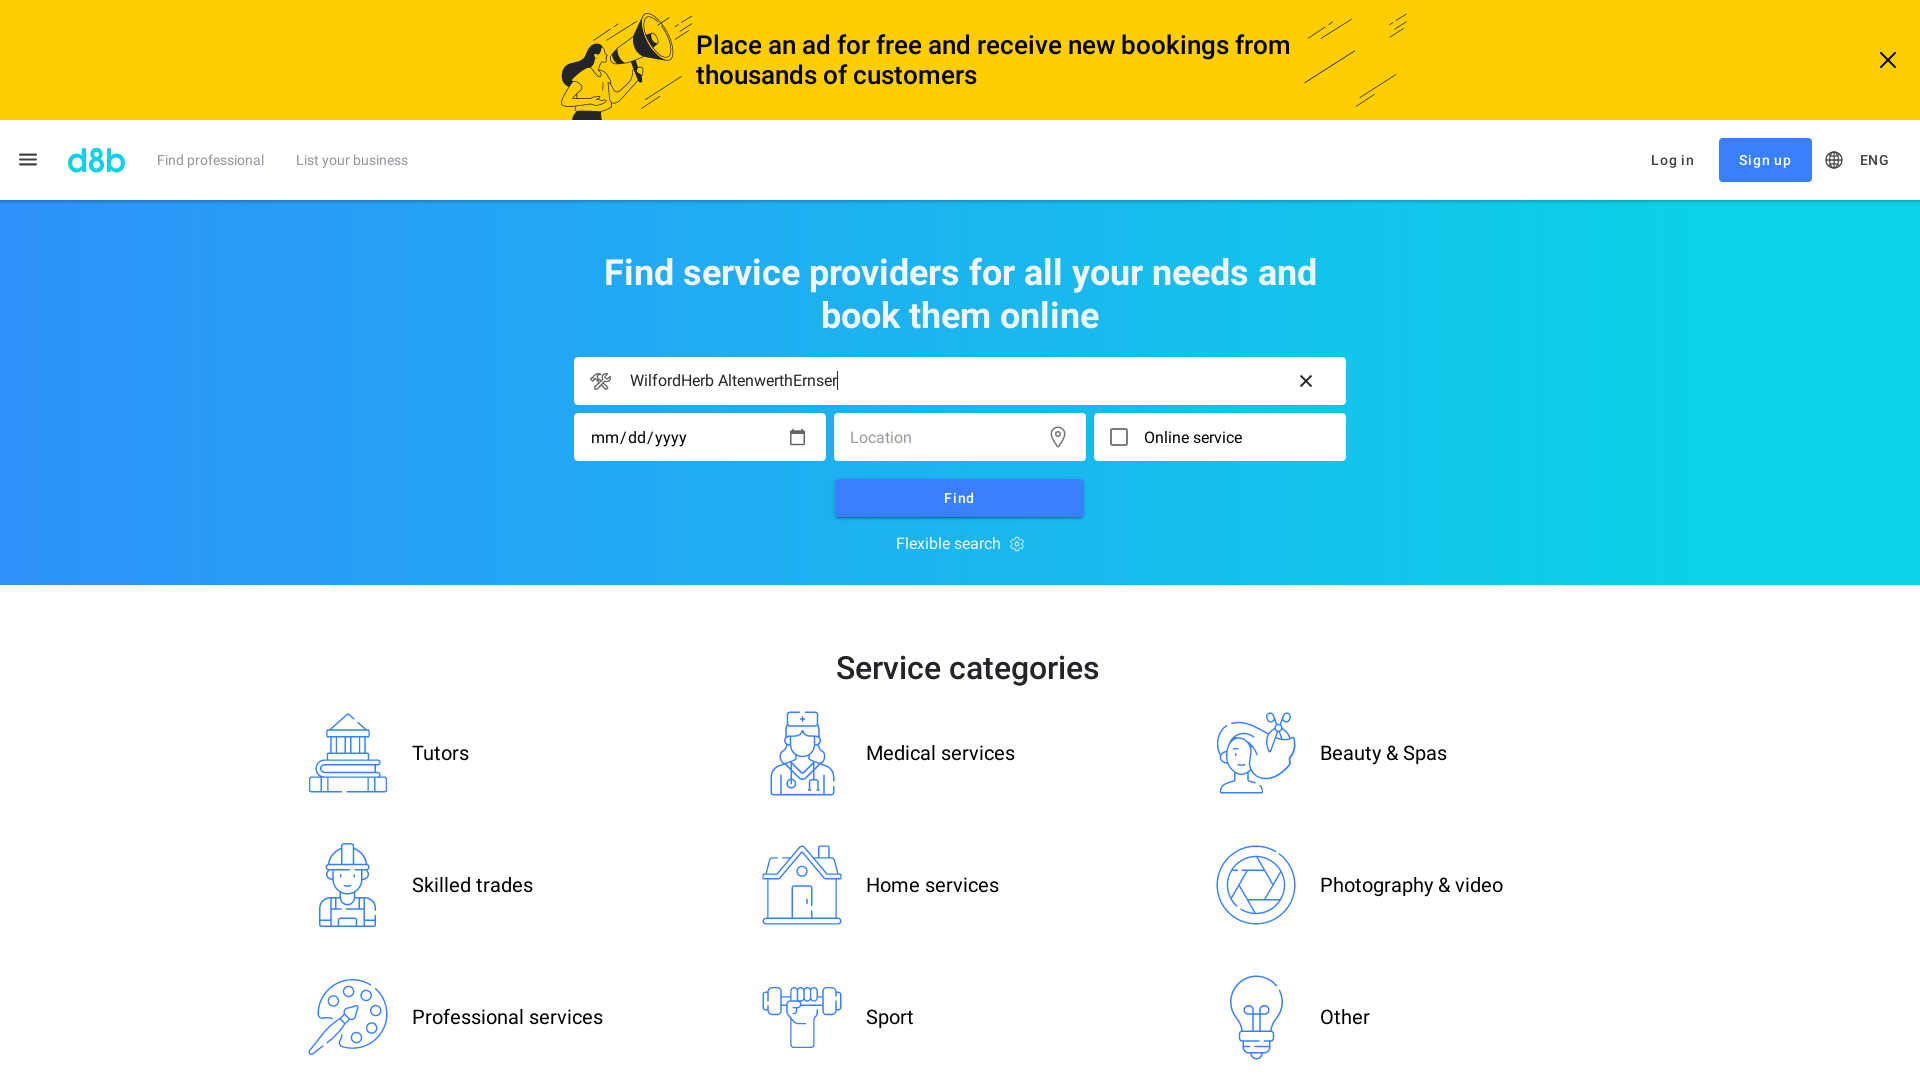 Place an ad for free and receive new bookings from
thousands of customers
d8b
Find professional
List your business
Log in
Sign up
ENG
Find service providers for all your needs and
book them online
WilfordHerb AltenwerthErnser
mm/dd/yyyy
Location
Online service
Find
Flexible search
Service categories
Tutors
Medical services
Beauty & Spas
Skilled trades
Home services
Photography & video
Professional services
Sport
Other